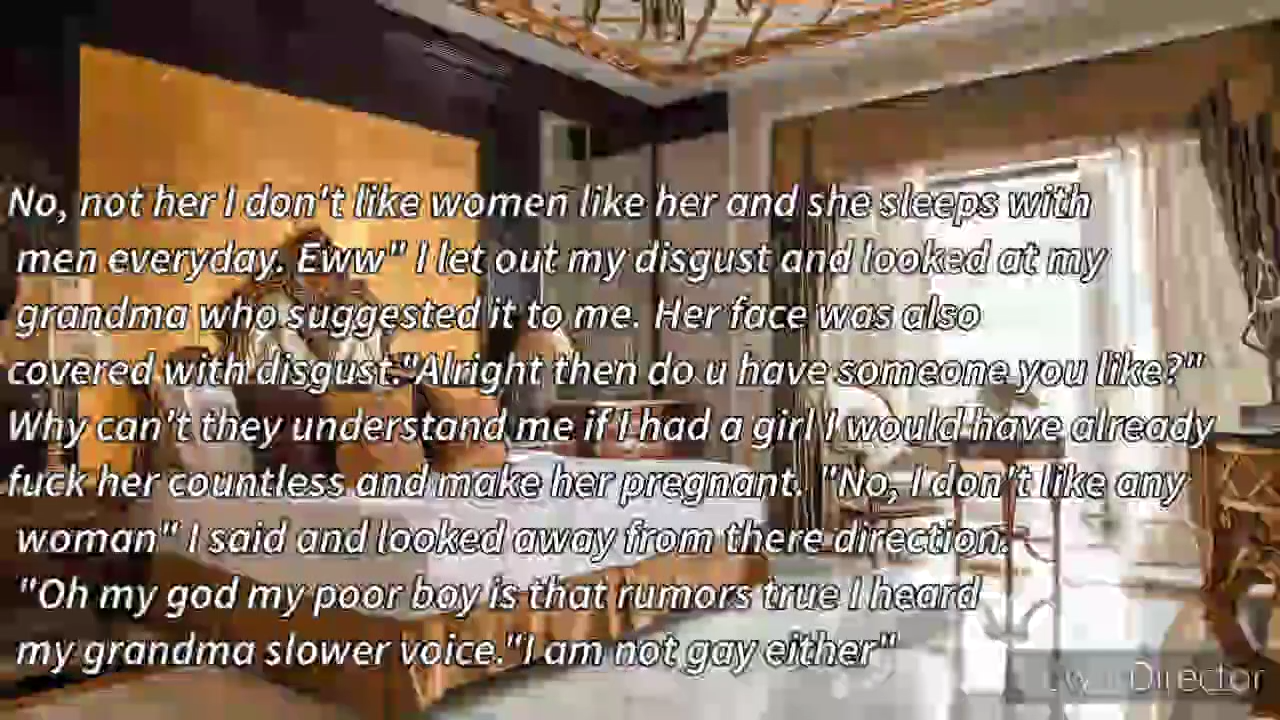 No, not her I don't like women like her and she sleeps with
men everyday. Eww" I let out my disgust and looked at my
grandma who suggested it to me. Her face was also
covered with disgust."Alright then do u have someone you like?"
Why can't they understand me if I had a girl I would have already
fuck her countless and make her pregnant. "No, I don't like any
woman" I said and looked away from there direction.
"Oh my god my poor boy is that rumors true I heard
my grandma slower voice."I am not gay either"
Director